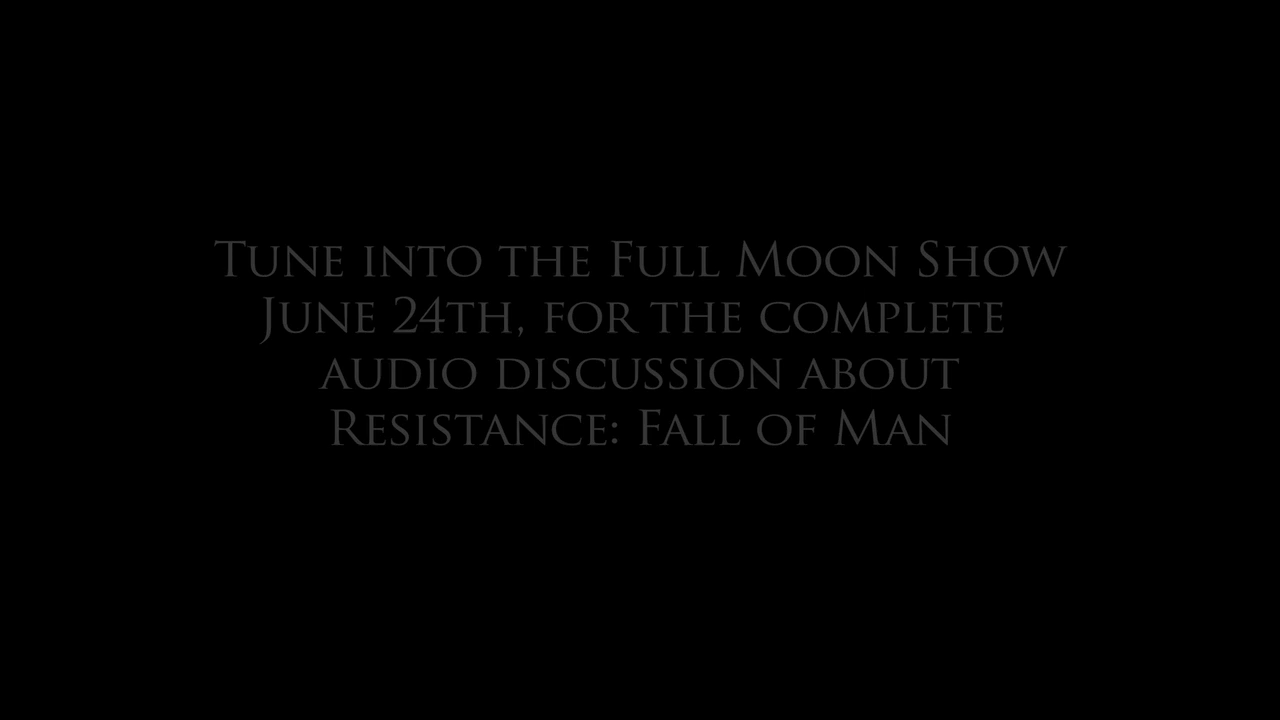 Tune into the Full Moon Show
June 24th, for the complete
audio discussion about
Resistance: Fall of Man